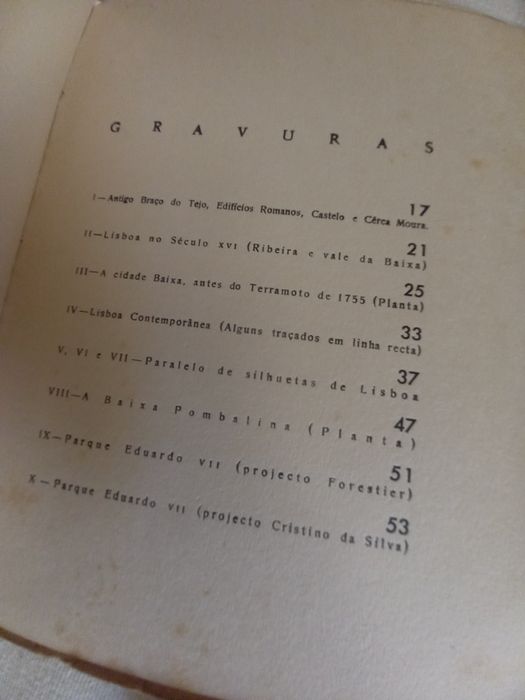 GRAVURAS
17
I—Antigo Braço do Tejo, Edifícios Romanos, Castelo e Cêrca Moura.
21
II—Lisboa no Século XVI (Ribeira e vale da Baixa)
25
III—A cidade Baixa, antes do Terramoto de 1755 (Planta)
33
IV—Lisboa Contemporânea (Alguns traçados em linha recta)
37
V, VI e VII—Paralelo de silhuetas de Lisboa
47
VIII—A Baixa Pombalina (Planta)
51
IX—Parque Eduardo VII (projecto Forestier)
53
X—Parque Eduardo VII (projecto Cristino da Silva)